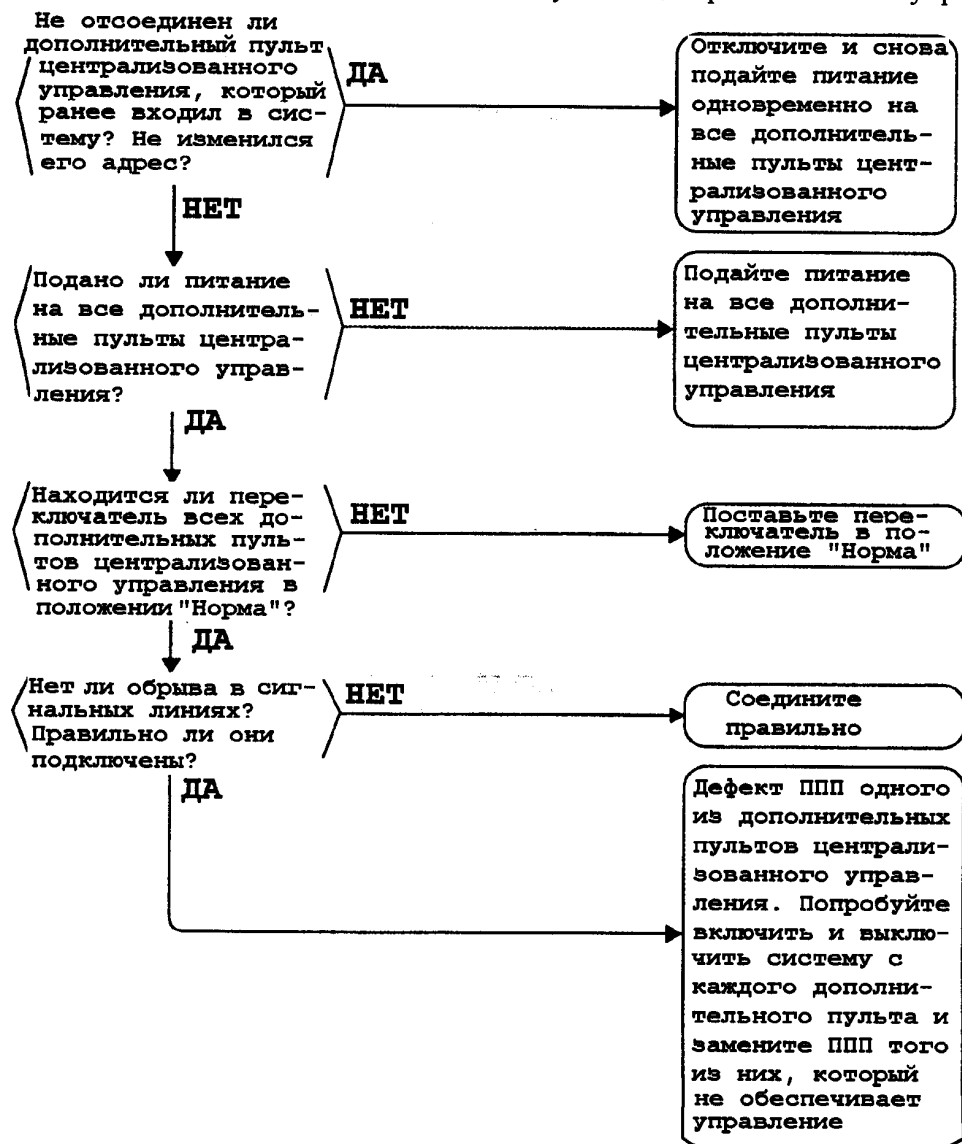 Не отсоединен ли
дополнительный пульт
централизованного
управления, который
ранее входил в сис-
тему? Не изменился
его адрес?
ДА
Отключите и снова
подайте питание
одновременно на
все дополнитель-
ные пульты цент-
рализованного
управления
НЕТ
Подано ли питание
на все дополнитель-
ные пульты центра-
лизованного управ-
ления?
НЕТ
Подайте питание
на все дополни-
тельные пульты
централизованного
управления
ДА
Находится ли пере-
ключатель всех до-
полнительных пуль-
тов централизован-
ного управления в
положении "Норма"?
НЕТ
Поставьте пере-
ключатель в по-
ложение "Норма"
ДА
Нет ли обрыва в сиг-
нальных линиях?
Правильно ли они
подключены?
НЕТ
Соедините
правильно
ДА
Дефект ППП одного
из дополнительных
пультов централи-
зованного управ-
ления. Попробуйте
включить и выклю-
чить систему с
каждого дополни-
тельного пульта и
замените ППП того
из них, который
не обеспечивает
управление